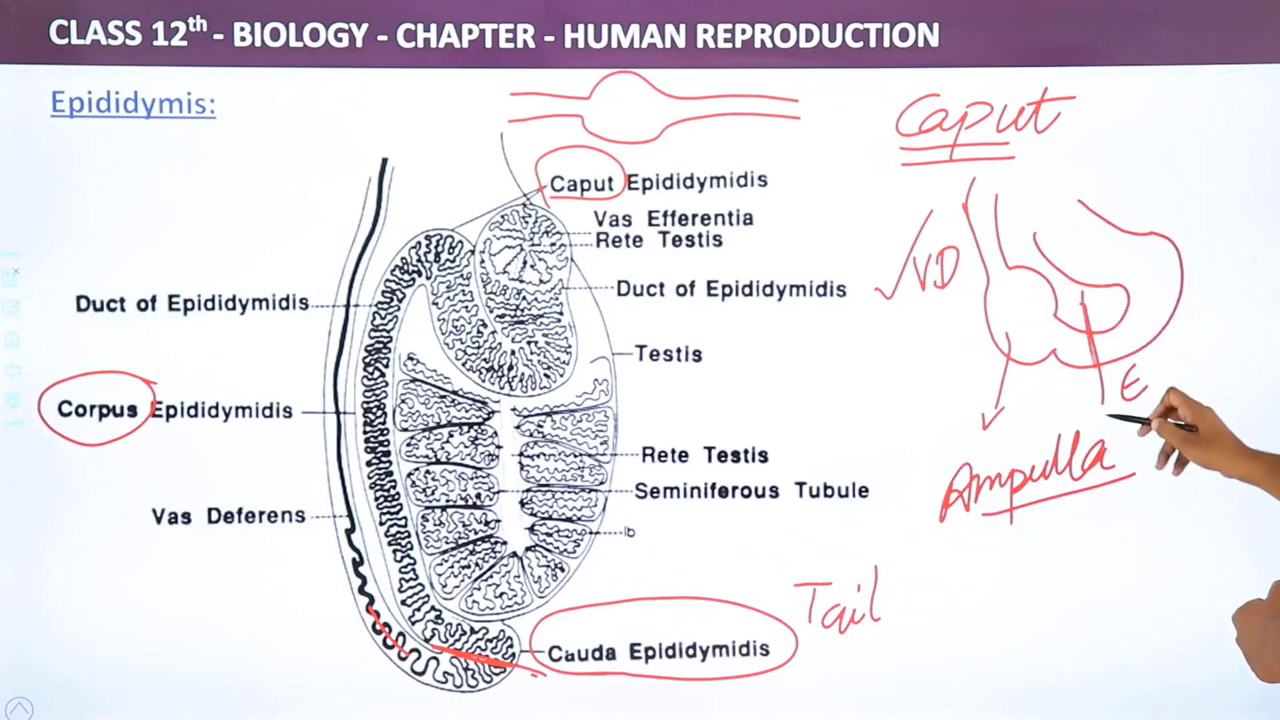 CLASS 12th - BIOLOGY - CHAPTER - HUMAN REPRODUCTION
Epididymis:
Caput
Caput Epididymidis
Vas Efferentia
Rete Testis
VD
Duct of Epididymidis
Duct of Epididymidis
Testis
E
Corpus Epididymidis
Rete Testis
Ampulla
Seminiferous Tubule
Vas Deferens
lb
Tail
Cauda Epididymidis